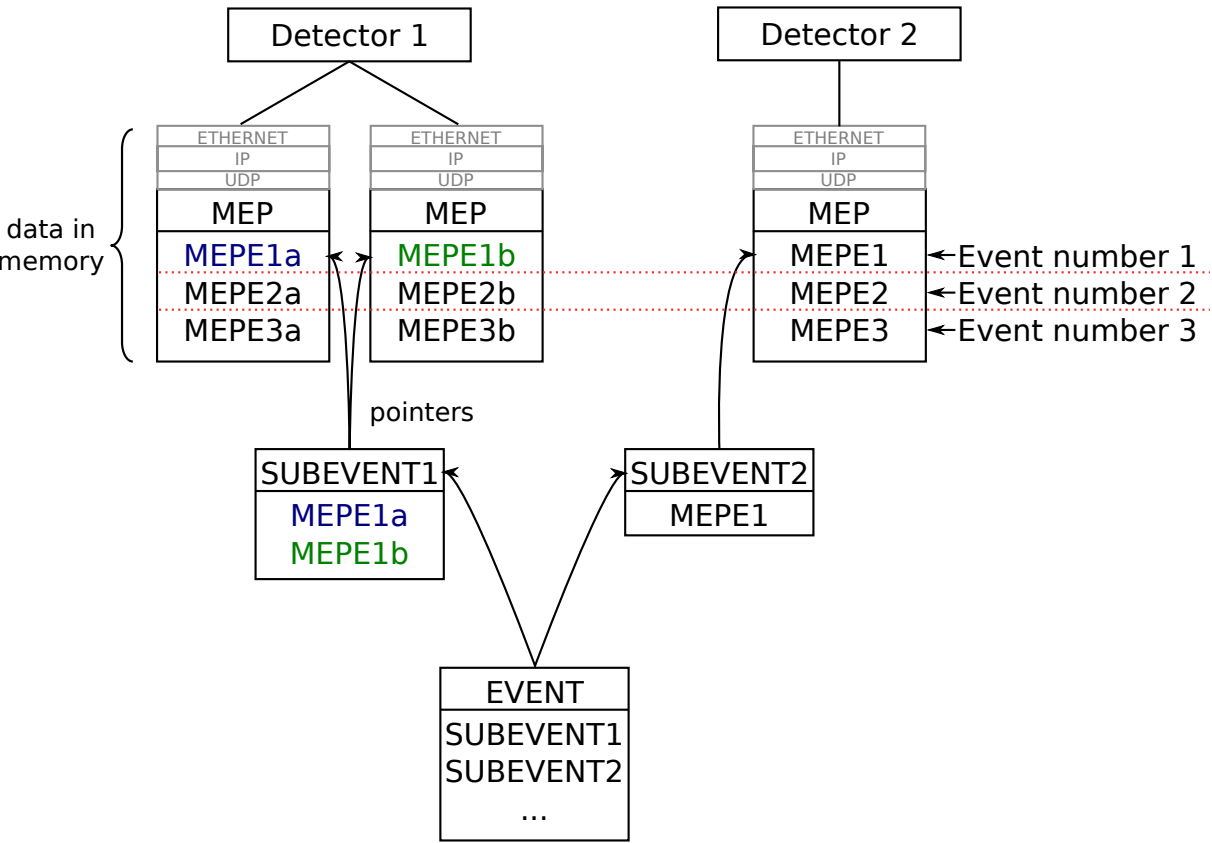 Detector 1
Detector 2
ETHERNET
IP
UDP
MEP
MEPE1a
MEPE2a
MEPE3a
ETHERNET
IP
UDP
MEP
MEPE1b
MEPE2b
MEPE3b
ETHERNET
IP
UDP
MEP
MEPE1
MEPE2
MEPE3
data in
memory
Event number 1
Event number 2
Event number 3
pointers
SUBEVENT1
MEPE1a
MEPE1b
SUBEVENT2
MEPE1
EVENT
SUBEVENT1
SUBEVENT2
...